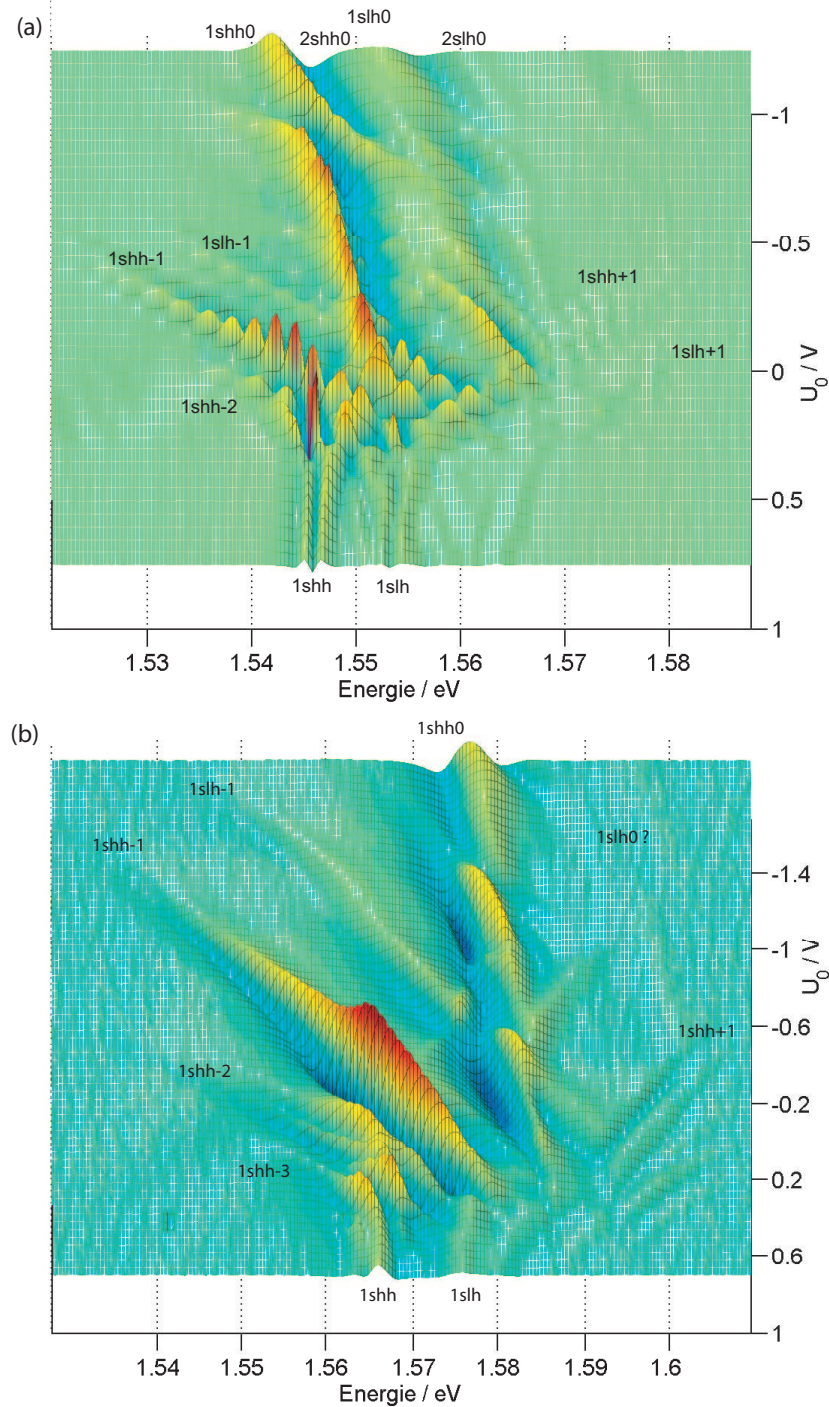 (a)
1slh0
1shh0
2shh0
2slh0
-1
1slh-1
-0.5
1shh-1
1shh+1
1slh+1
0
U_0 / V
1shh-2
0.5
1shh
1slh
1
1.53
1.54
1.55
1.56
1.57
1.58
Energie / eV
(b)
1shh0
1slh-1
1shh-1
1slh0 ?
-1.4
-1
U_0 / V
-0.6
1shh+1
1shh-2
-0.2
1shh-3
0.2
0.6
1shh
1slh
1
1.54
1.55
1.56
1.57
1.58
1.59
1.6
Energie / eV